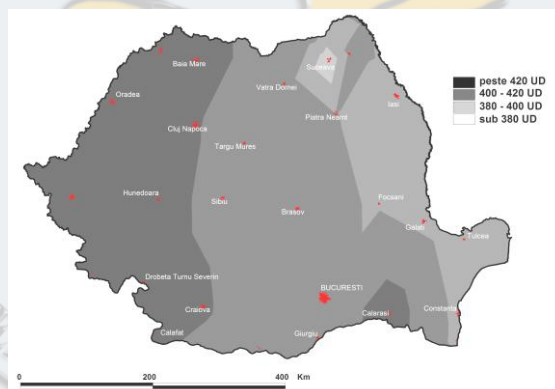 peste 420 UD
400 - 420 UD
380 - 400 UD
sub 380 UD
Baia Mare
Suceava
Oradea
Vatra Dornei
Iasi
Piatra Neamt
Cluj Napoca
Targu Mures
Hunedoara
Sibiu
Brasov
Focsani
Galati
Tulcea
Drobeta Turnu Severin
BUCURESTI
Craiova
Calarasi
Constanta
Calafat
Giurgiu
0 200 400 Km